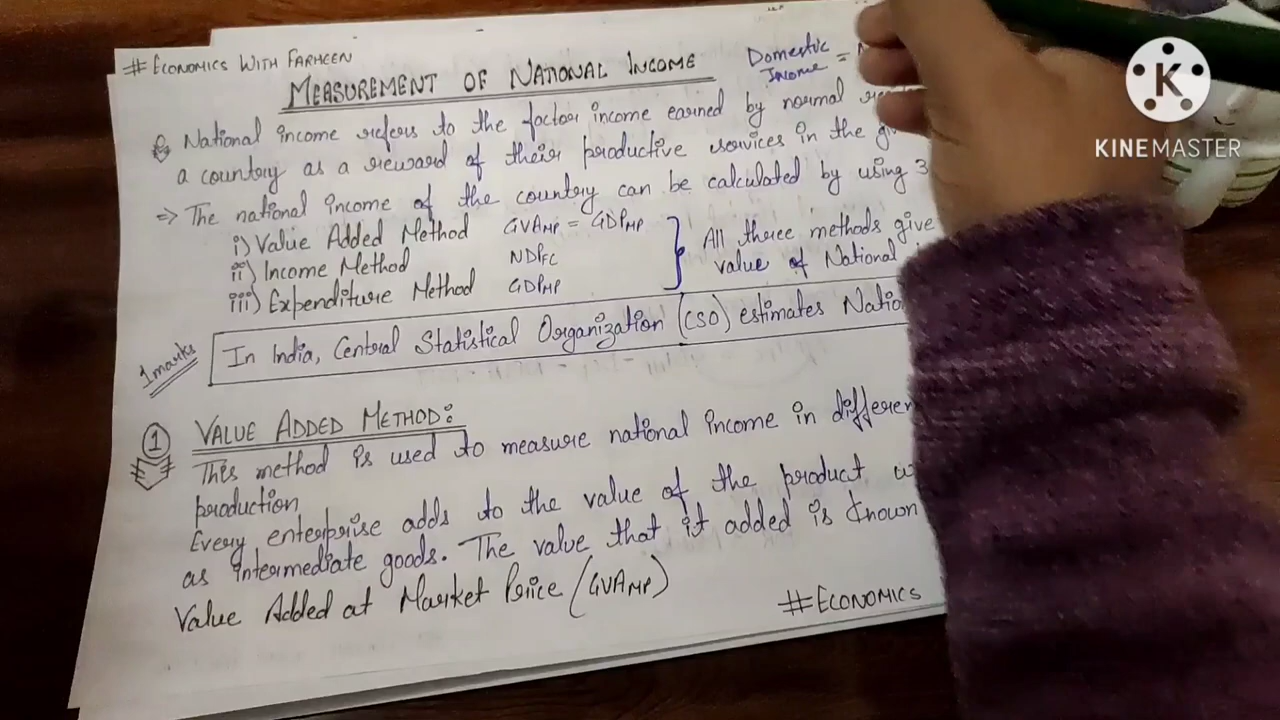 # ECONOMICS WITH FARHEEN
MEASUREMENT OF NATIONAL INCOME
Domestic
Income =
National income refers to the factor income earned by normal
a country as a reward of their productive services in the
⇒ The national income of the country can be calculated by using 3
i) Value Added Method GVAMP = GDPMP
ii) Income Method NDPFC
iii) Expenditure Method GDPMP
All three methods give
value of National
1marks
In India, Central Statistical Organization (CSO) estimates
1 VALUE ADDED METHOD:
This method is used to measure national income in
production
Every enterprise adds to the value of the product
as intermediate goods. The value that it added is known
Value Added at Market Price (GVAMP)
#ECONOMICS
K
KINEMASTER